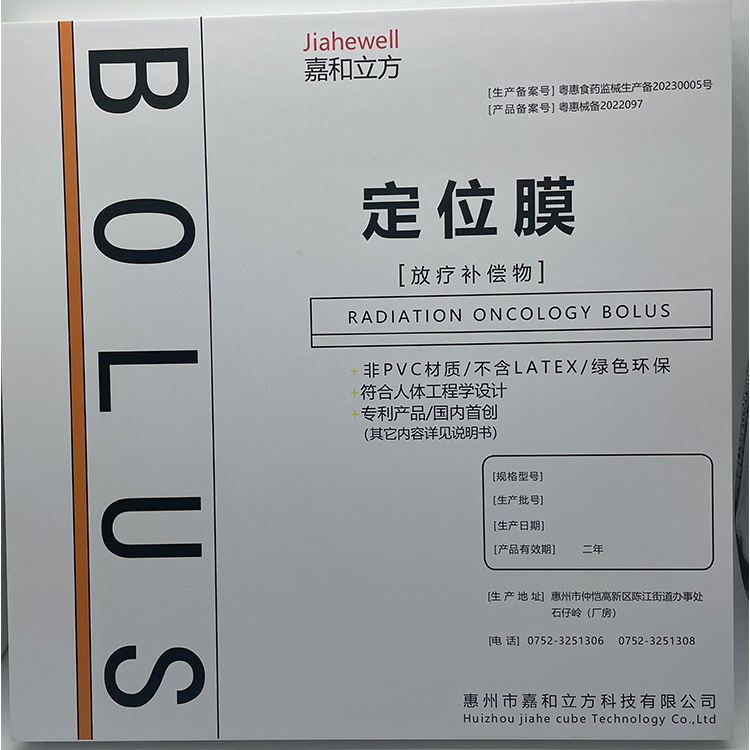 BOLUS
Jiahewell
嘉和立方
[生产备案号] 粤惠食药监械生产备20230005号
[产品备案号] 粤惠械备2022097
定位膜
[放疗补偿物]
RADIATION ONCOLOGY BOLUS
+非PVC材质/不含LATEX/绿色环保
+符合人体工程学设计
+专利产品/国内首创
(其它内容详见说明书)
[规格型号]
[生产批号]
[生产日期]
[产品有效期] 二年
[生产地址] 惠州市仲恺高新区陈江街道办事处
石仔岭（厂房）
[电话] 0752-3251306 0752-3251308
惠州市嘉和立方科技有限公司
Huizhou jiahe cube Technology Co.,Ltd